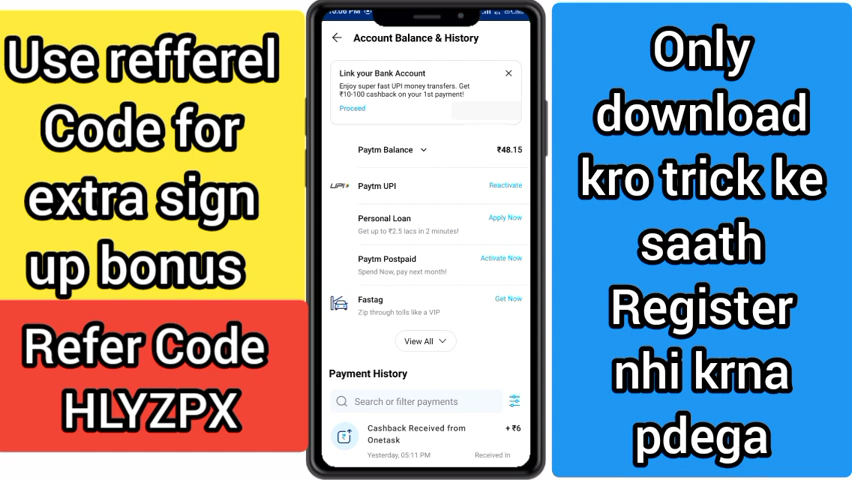 Use refferel
Code for
extra sign
up bonus
Refer Code
HLYZPX
10:06 PM
Account Balance & History
Link your Bank Account
Enjoy super fast UPI money transfers. Get
₹10-100 cashback on your 1st payment!
Proceed
Paytm Balance
₹48.15
UPI
Paytm UPI
Reactivate
Personal Loan
Apply Now
Get up to ₹2.5 lacs in 2 minutes!
Paytm Postpaid
Activate Now
Spend Now, pay next month!
Fastag
Get Now
Zip through tolls like a VIP
View All
Payment History
Search or filter payments
₹
Cashback Received from
Onetask
+ ₹6
Yesterday, 05:11 PM
Received In
Only
download
kro trick ke
saath
Register
nhi krna
pdega